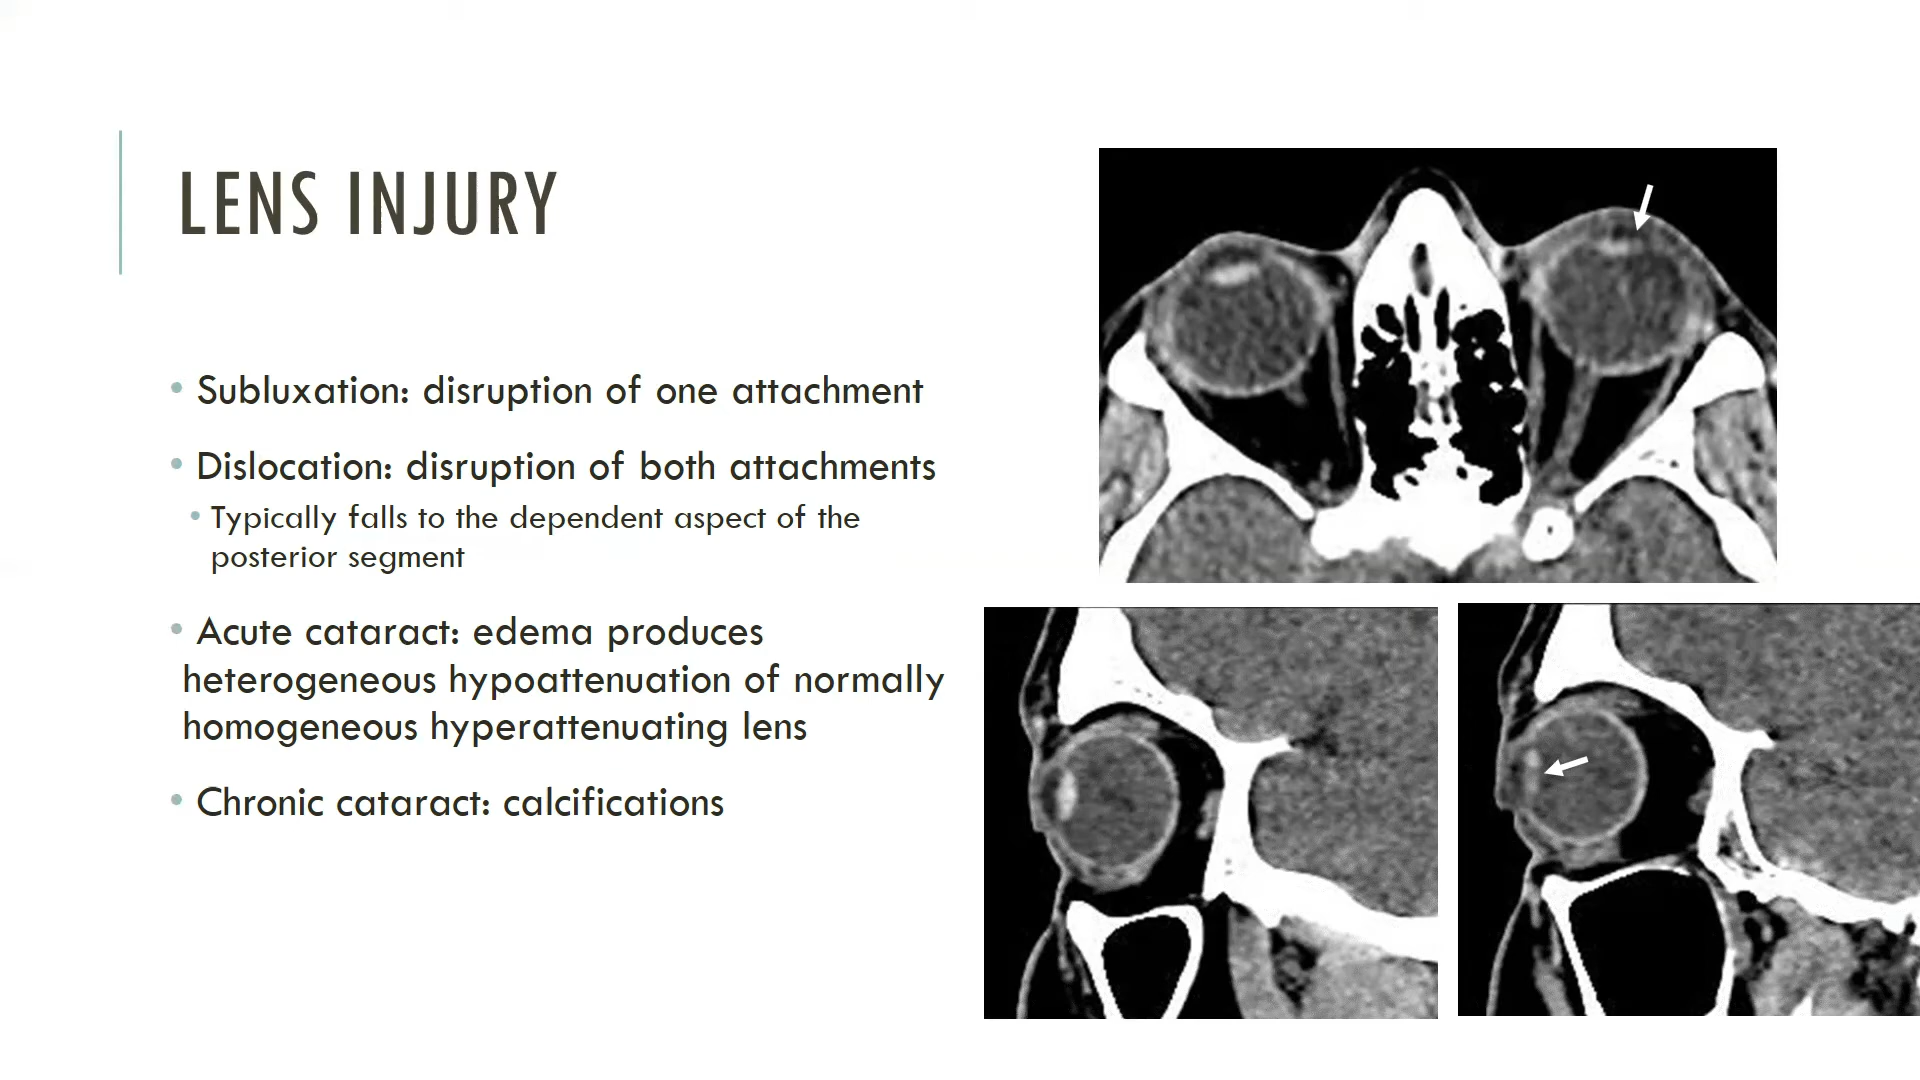 LENS INJURY
• Subluxation: disruption of one attachment
• Dislocation: disruption of both attachments
• Typically falls to the dependent aspect of the
posterior segment
• Acute cataract: edema produces
heterogeneous hypoattenuation of normally
homogeneous hyperattenuating lens
• Chronic cataract: calcifications